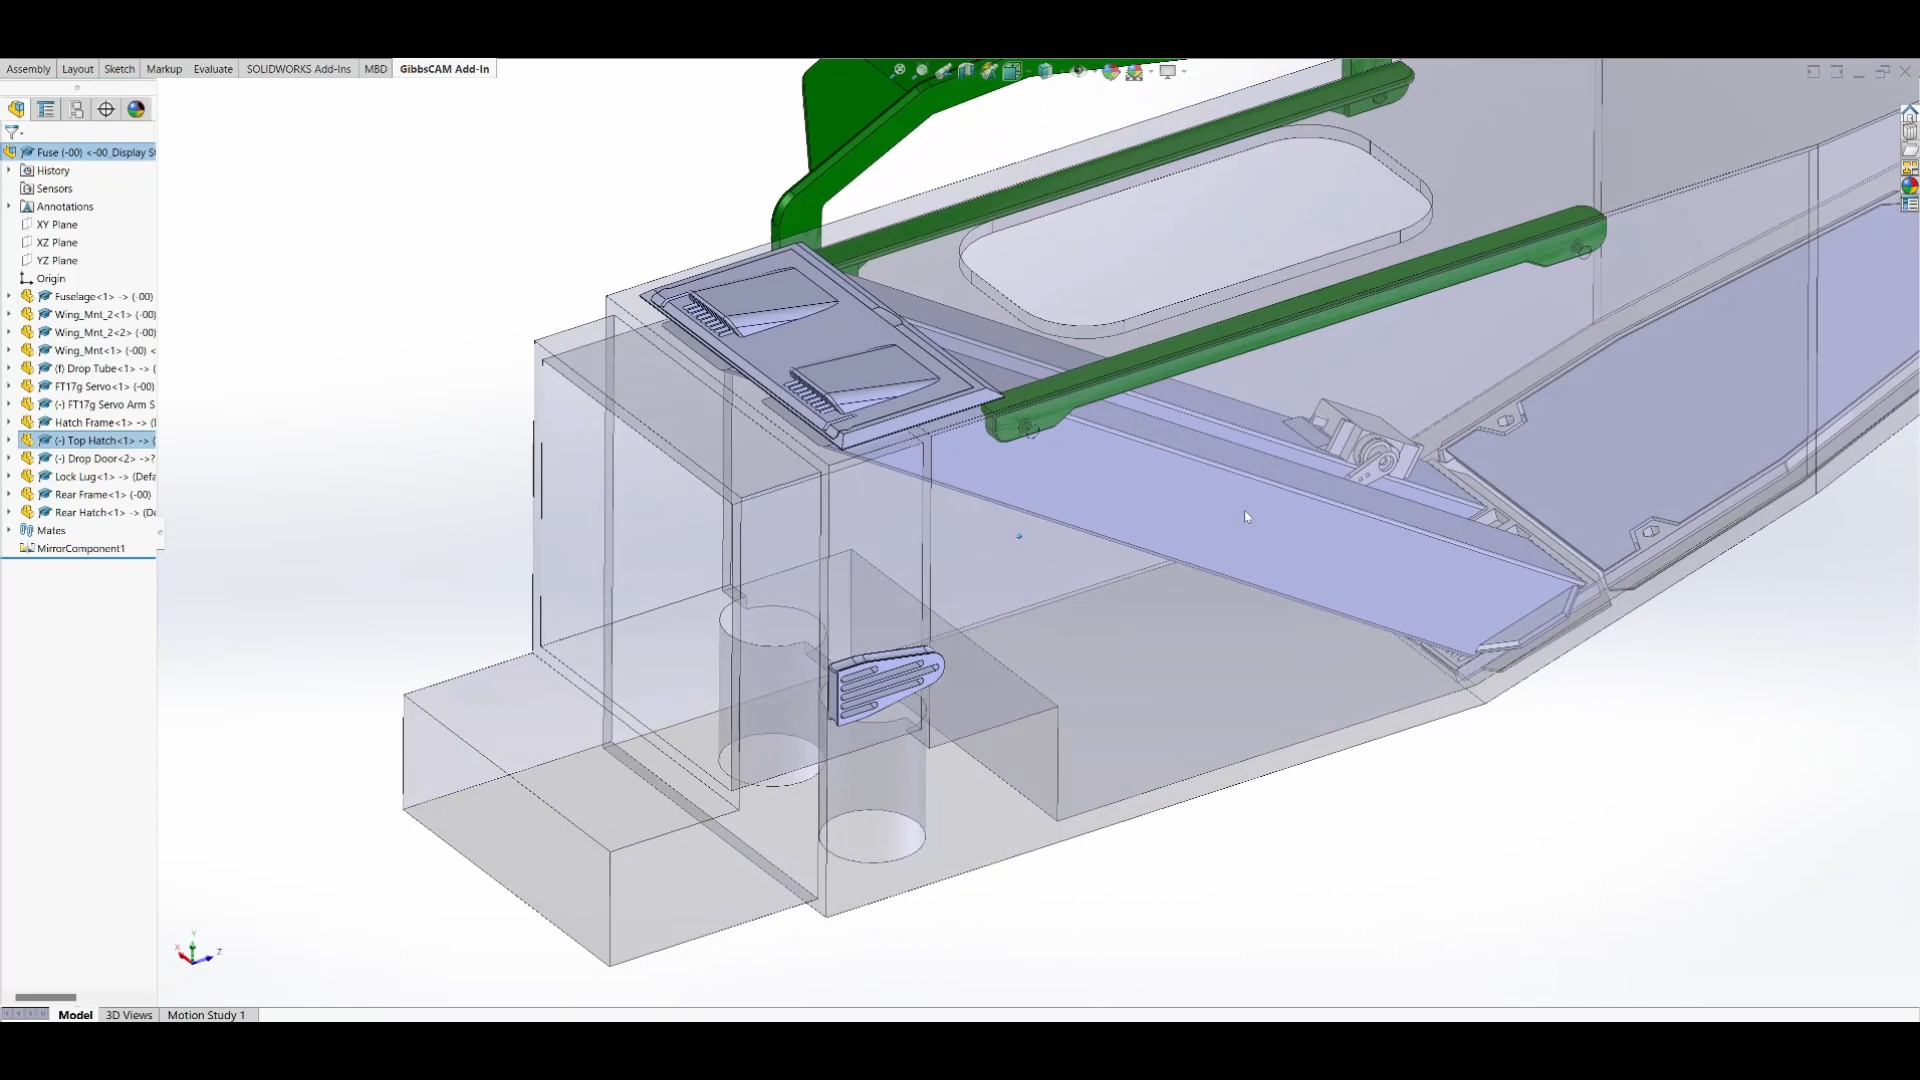 Assembly Layout Sketch Markup Evaluate SOLIDWORKS Add-Ins MBD GibbsCAM Add-In
Fuse (-00) <-00_Display St
History
Sensors
Annotations
XY Plane
XZ Plane
YZ Plane
Origin
Fuselage<1> -> (-00)
Wing_Mnt_2<1> (-00)
Wing_Mnt_2<2> (-00)
Wing_Mnt<1> (-00) <
(f) Drop Tube<1> -> (
FT17g Servo<1> (-00)
(-) FT17g Servo Arm S
Hatch Frame<1> -> (
(-) Top Hatch<1> -> (
(-) Drop Door<2> ->?
Lock Lug<1> -> (Defa
Rear Frame<1> (-00)
Rear Hatch<1> -> (De
Mates
MirrorComponent1
Y
X
Z
Model 3D Views Motion Study 1